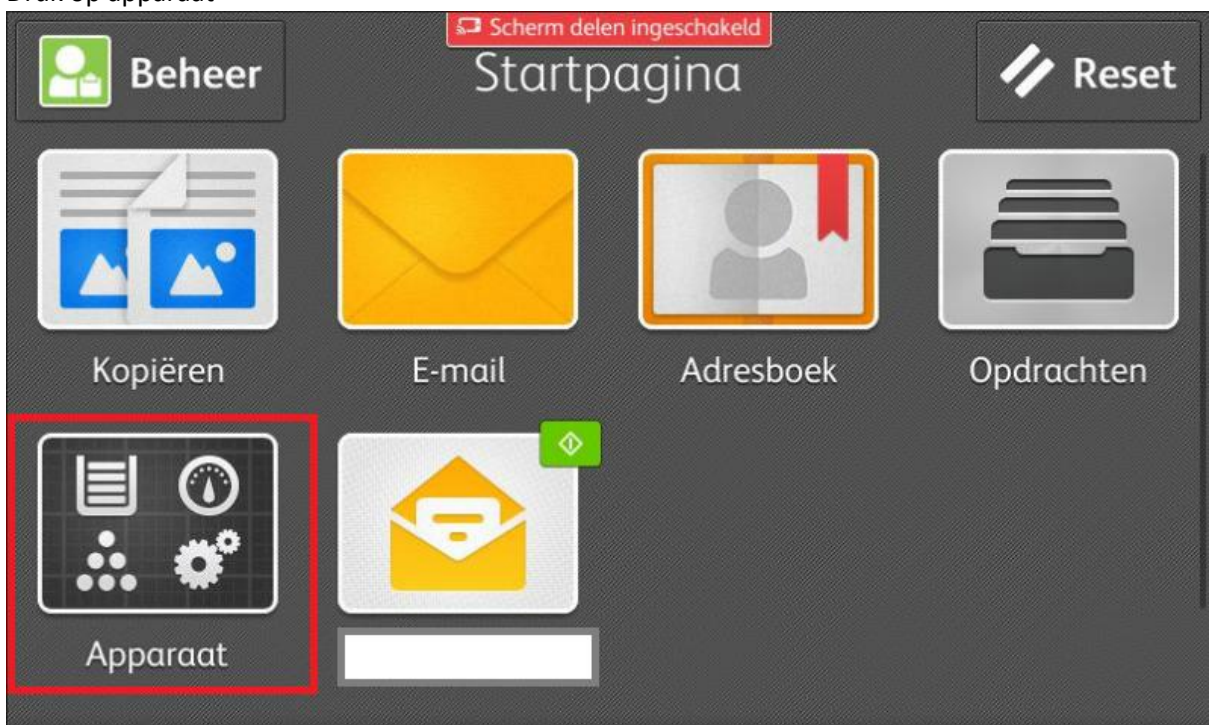 Druk op apparaat
Scherm delen ingeschakeld
Beheer
Startpagina
Reset
Kopiëren
E-mail
Adresboek
Opdrachten
Apparaat